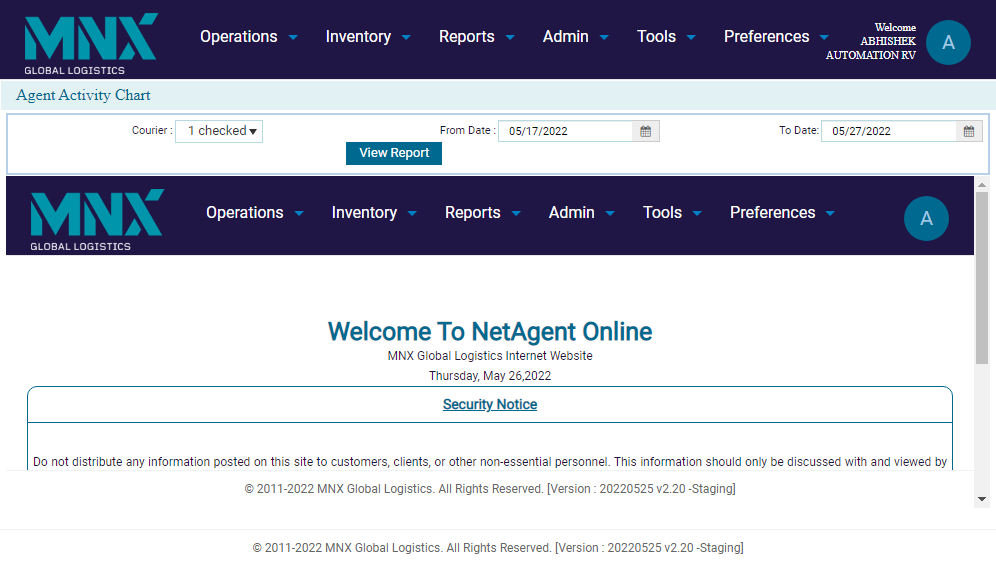 MNX
GLOBAL LOGISTICS
Operations Inventory Reports Admin Tools Preferences
Welcome
ABHISHEK
AUTOMATION RV
A
Agent Activity Chart
Courier : 1 checked From Date : 05/17/2022 To Date: 05/27/2022
View Report
MNX
GLOBAL LOGISTICS
Operations Inventory Reports Admin Tools Preferences
A
Welcome To NetAgent Online
MNX Global Logistics Internet Website
Thursday, May 26,2022
Security Notice
Do not distribute any information posted on this site to customers, clients, or other non-essential personnel. This information should only be discussed with and viewed by
© 2011-2022 MNX Global Logistics. All Rights Reserved. [Version : 20220525 v2.20 -Staging]
© 2011-2022 MNX Global Logistics. All Rights Reserved. [Version : 20220525 v2.20 -Staging]